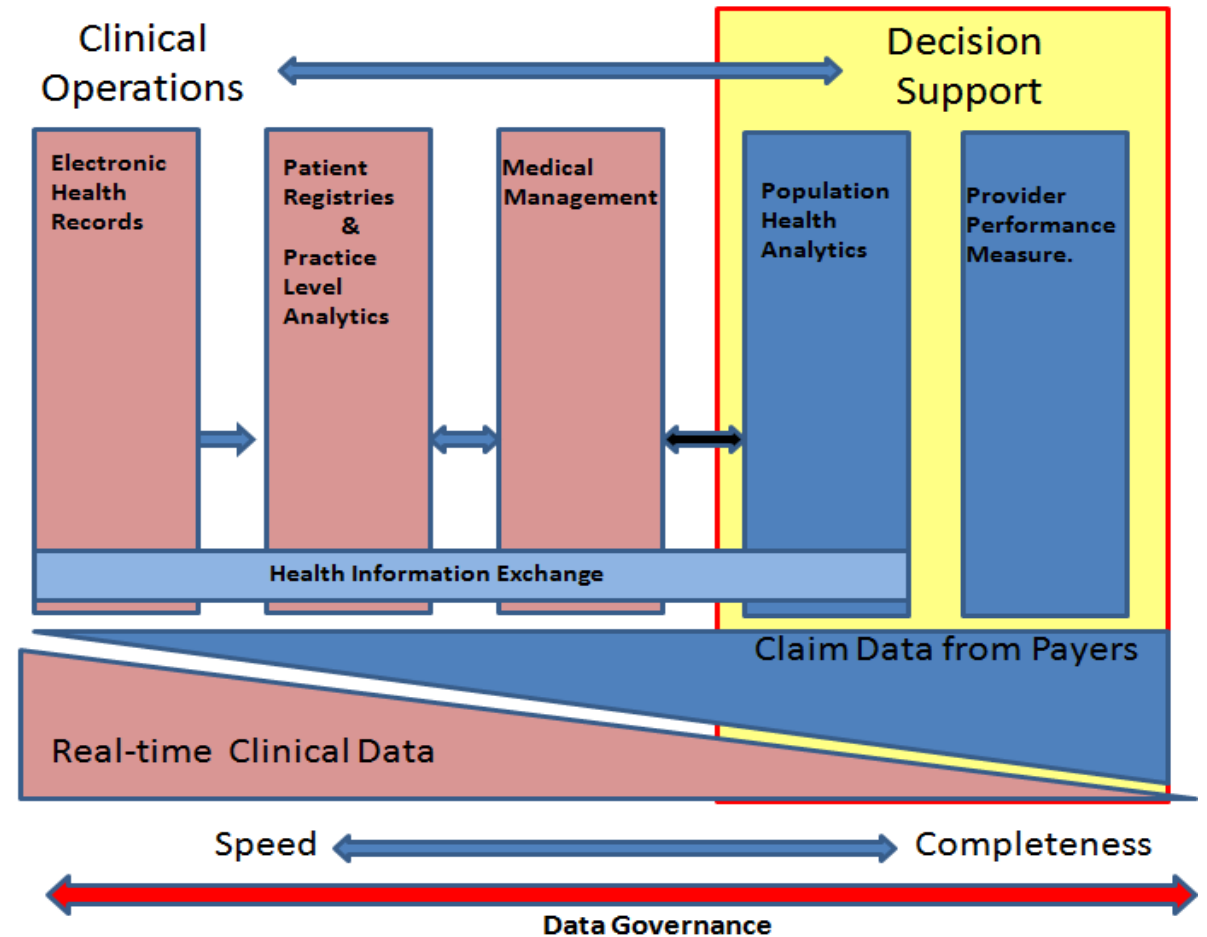 Clinical
Operations
Decision
Support
Electronic
Health
Records
Patient
Registries
&
Practice
Level
Analytics
Medical
Management
Population
Health
Analytics
Provider
Performance
Measure.
Health Information Exchange
Claim Data from Payers
Real-time Clinical Data
Speed
Completeness
Data Governance